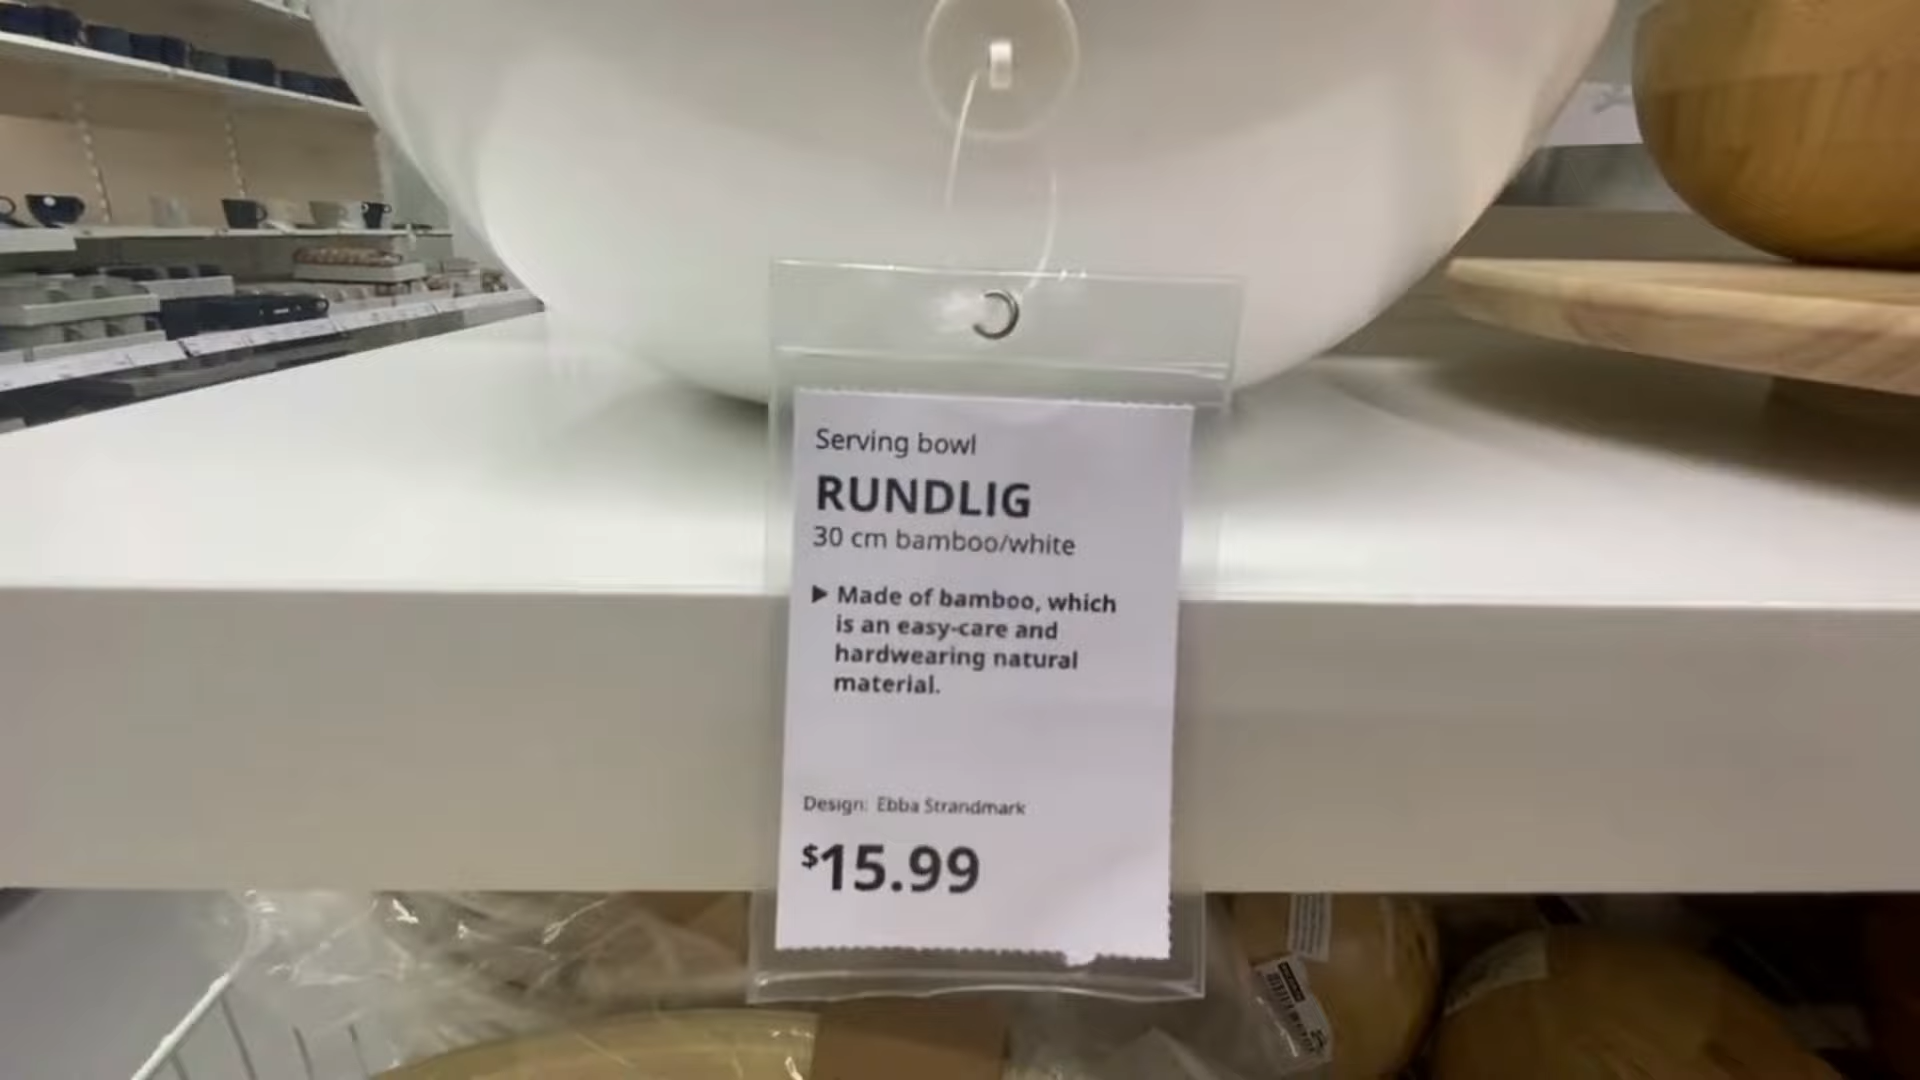 Serving bowl
RUNDLIG
30 cm bamboo/white
▶ Made of bamboo, which
is an easy-care and
hardwearing natural
material.
Design: Ebba Strandmark
$15.99